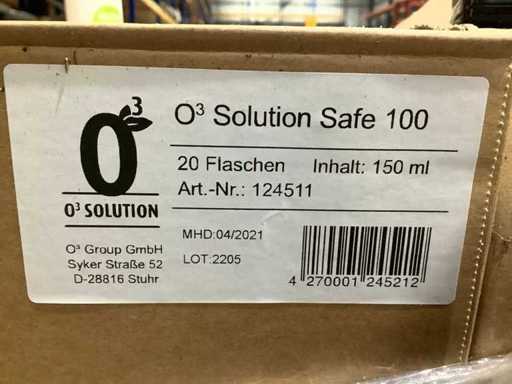 O³
O³ SOLUTION
O³ Group GmbH
Syker Straße 52
D-28816 Stuhr
O³ Solution Safe 100
20 Flaschen Inhalt: 150 ml
Art.-Nr.: 124511
MHD:04/2021
LOT:2205
4 270001 245212